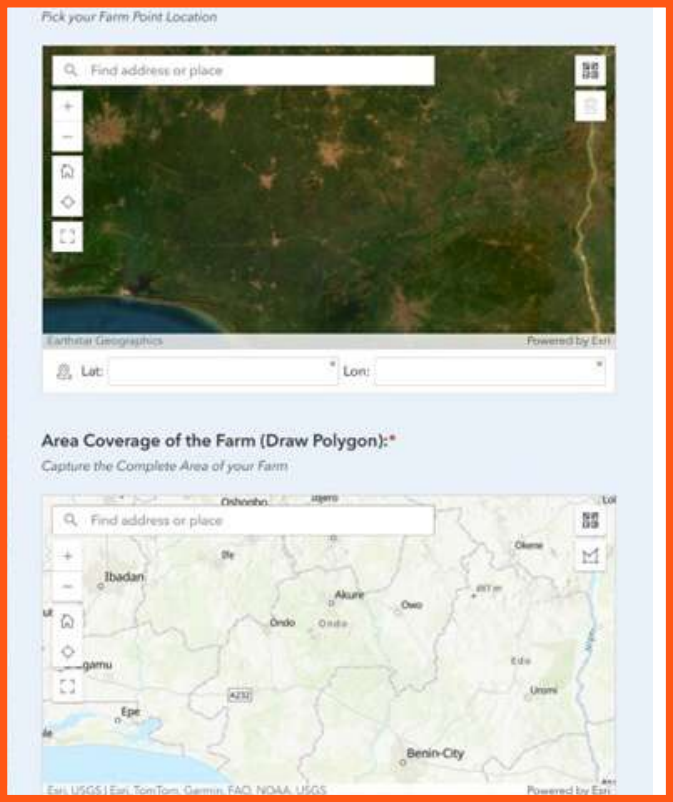 Pick your Farm Point Location
Find address or place
Earthstar Geographics
Powered by Esri
Lat:
*
Lon:
*
Area Coverage of the Farm (Draw Polygon):*
Capture the Complete Area of your Farm
Oshogbo
Find address or place
Ife
Okene
Ibadan
Akure
Owo
Ondo
Ondo
Edo
A232
Uromi
Epe
Benin-City
Esri, USGS | Esri, TomTom, Garmin, FAO, NOAA, USGS
Powered by Esri